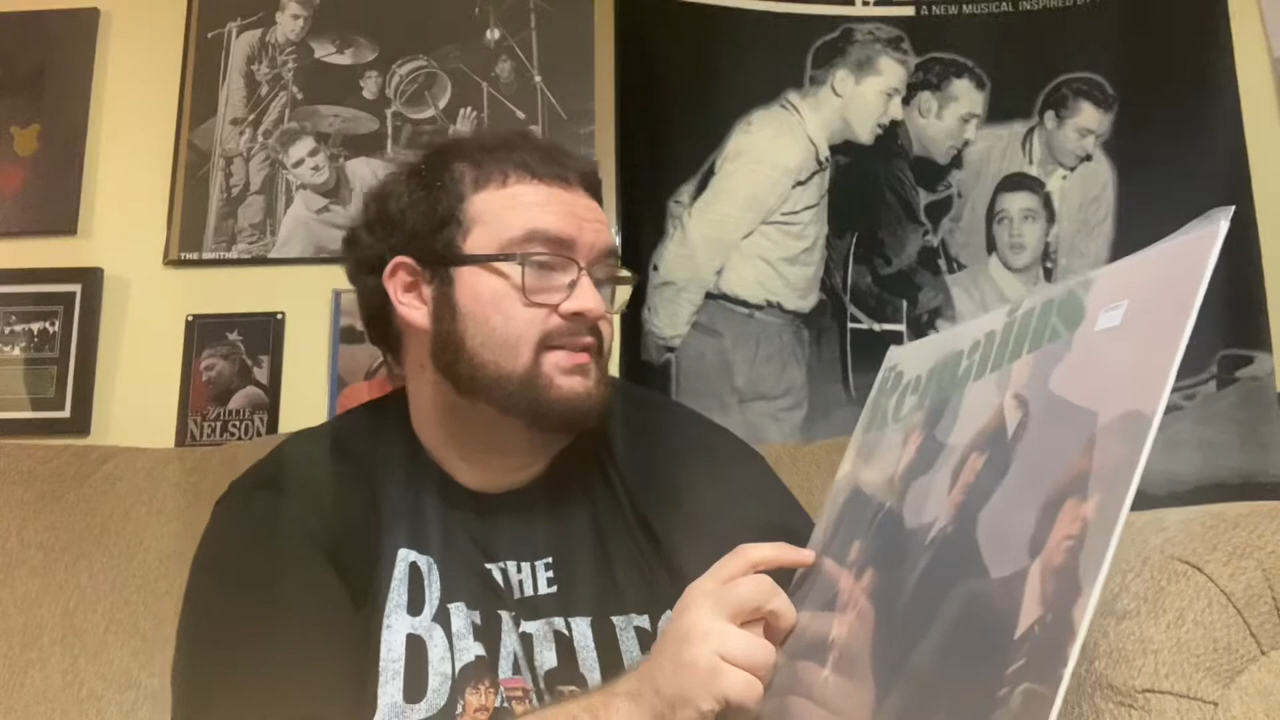 A NEW MUSICAL INSPIRED BY
THE SMITHS
WILLIE
NELSON
Remains
THE
BEATLES